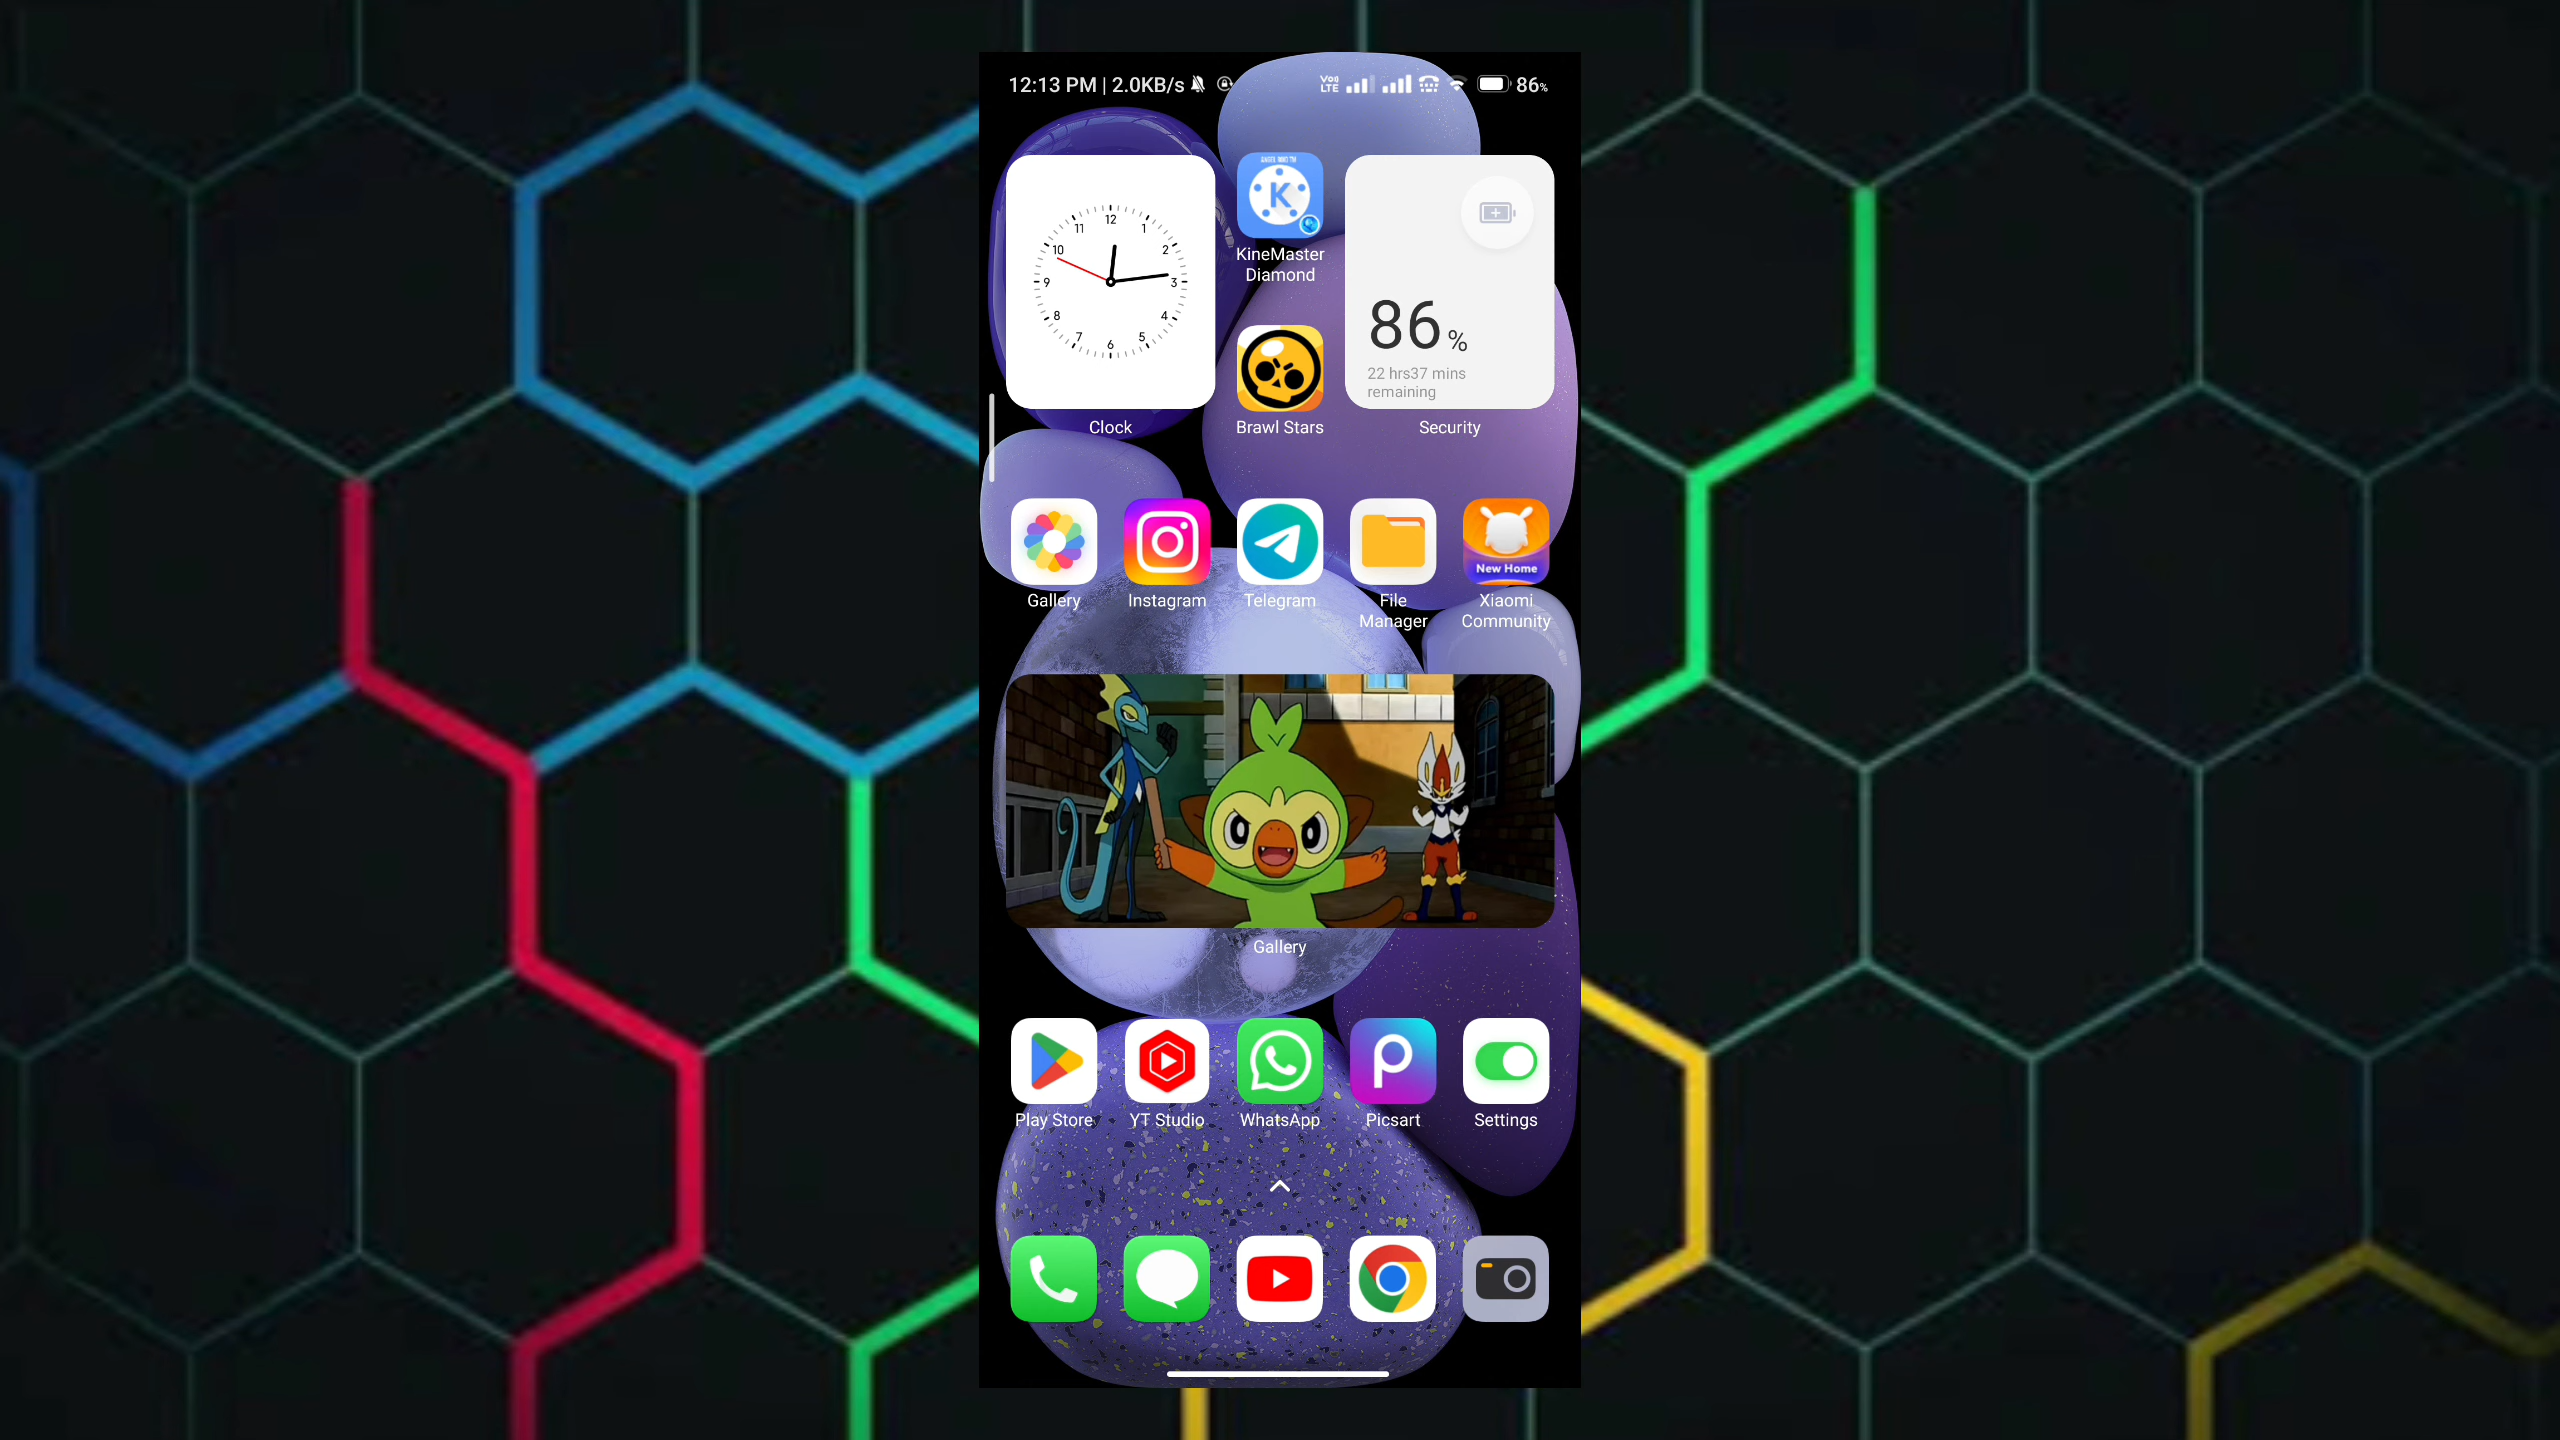 12:13 PM | 2.0KB/s
Vo))
LTE
86%
12
1
2
3
4
5
6
7
8
9
10
11
Clock
K
KineMaster
Diamond
Brawl Stars
86 %
22 hrs37 mins
remaining
Security
Gallery
Instagram
Telegram
File
Manager
New Home
Xiaomi
Community
Gallery
Play Store
YT Studio
WhatsApp
Picsart
Settings